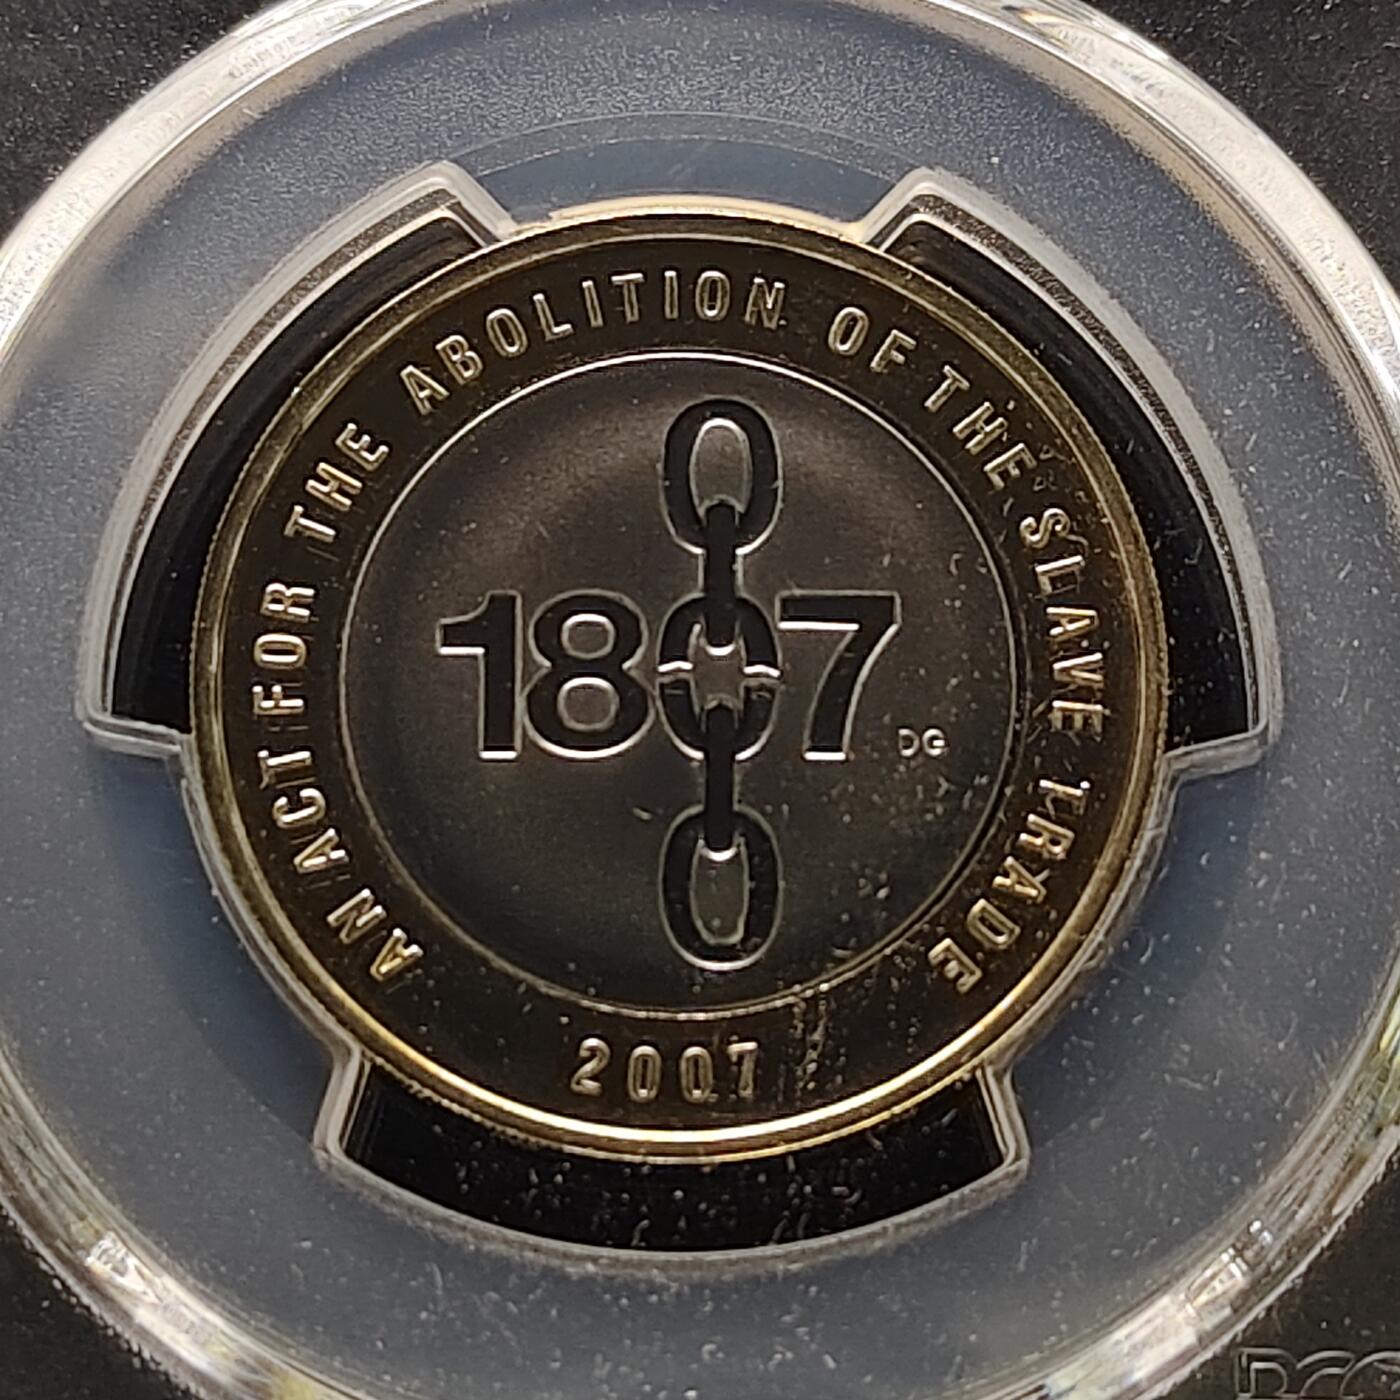 AN ACT FOR THE ABOLITION OF THE SLAVE TRADE
1807
DG
2007